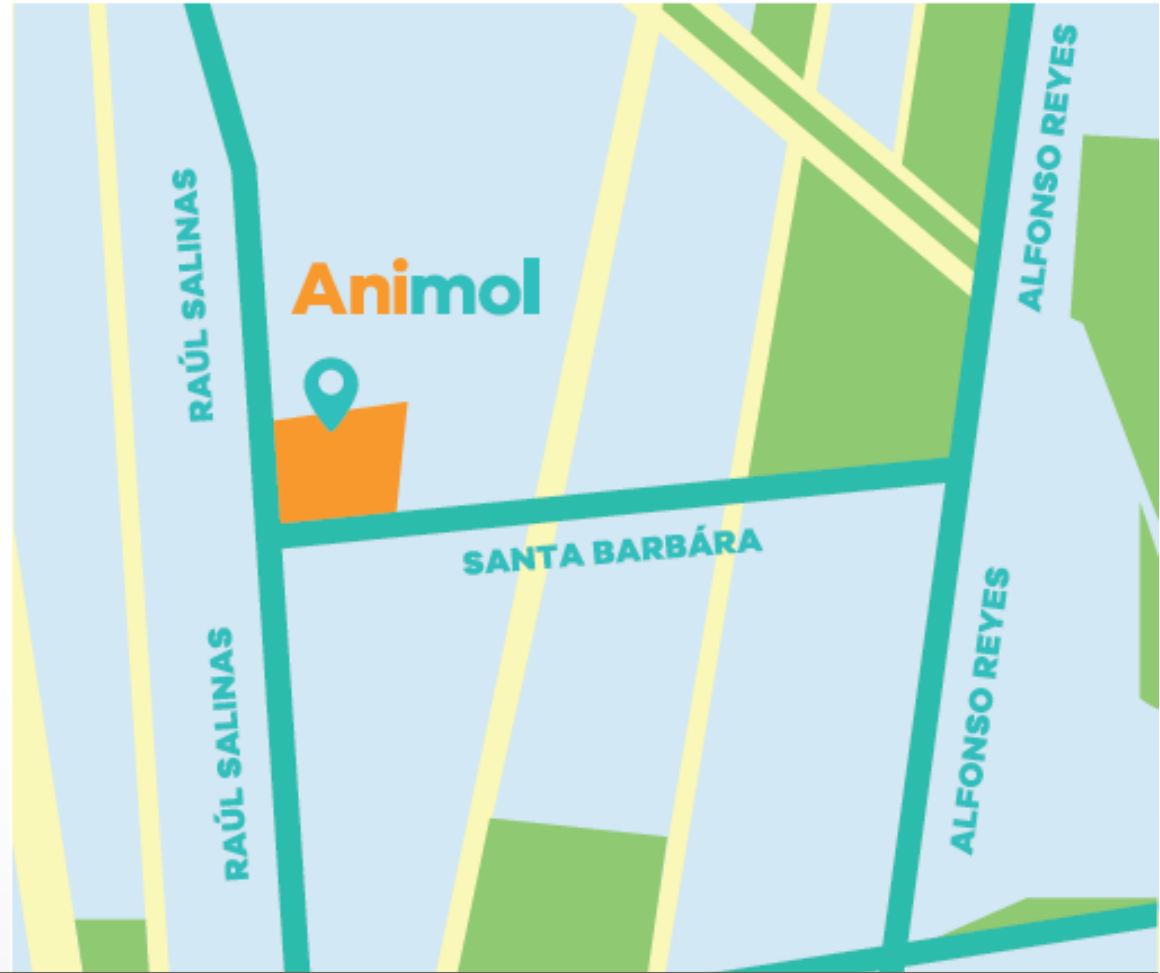 ALFONSO REYES
RAÚL SALINAS
Animol
SANTA BARBÁRA
RAÚL SALINAS
ALFONSO REYES